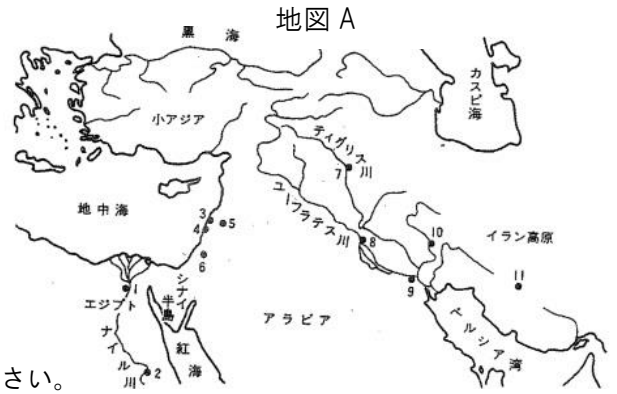 地図 A
黒海
カスピ海
小アジア
ティグリス川
7
地中海
ユーフラテス川
3
4
5
8
10
イラン高原
6
11
1
エジプト
シナイ半島
9
アラビア
ペルシア湾
ナイル川
紅海
2
さい。